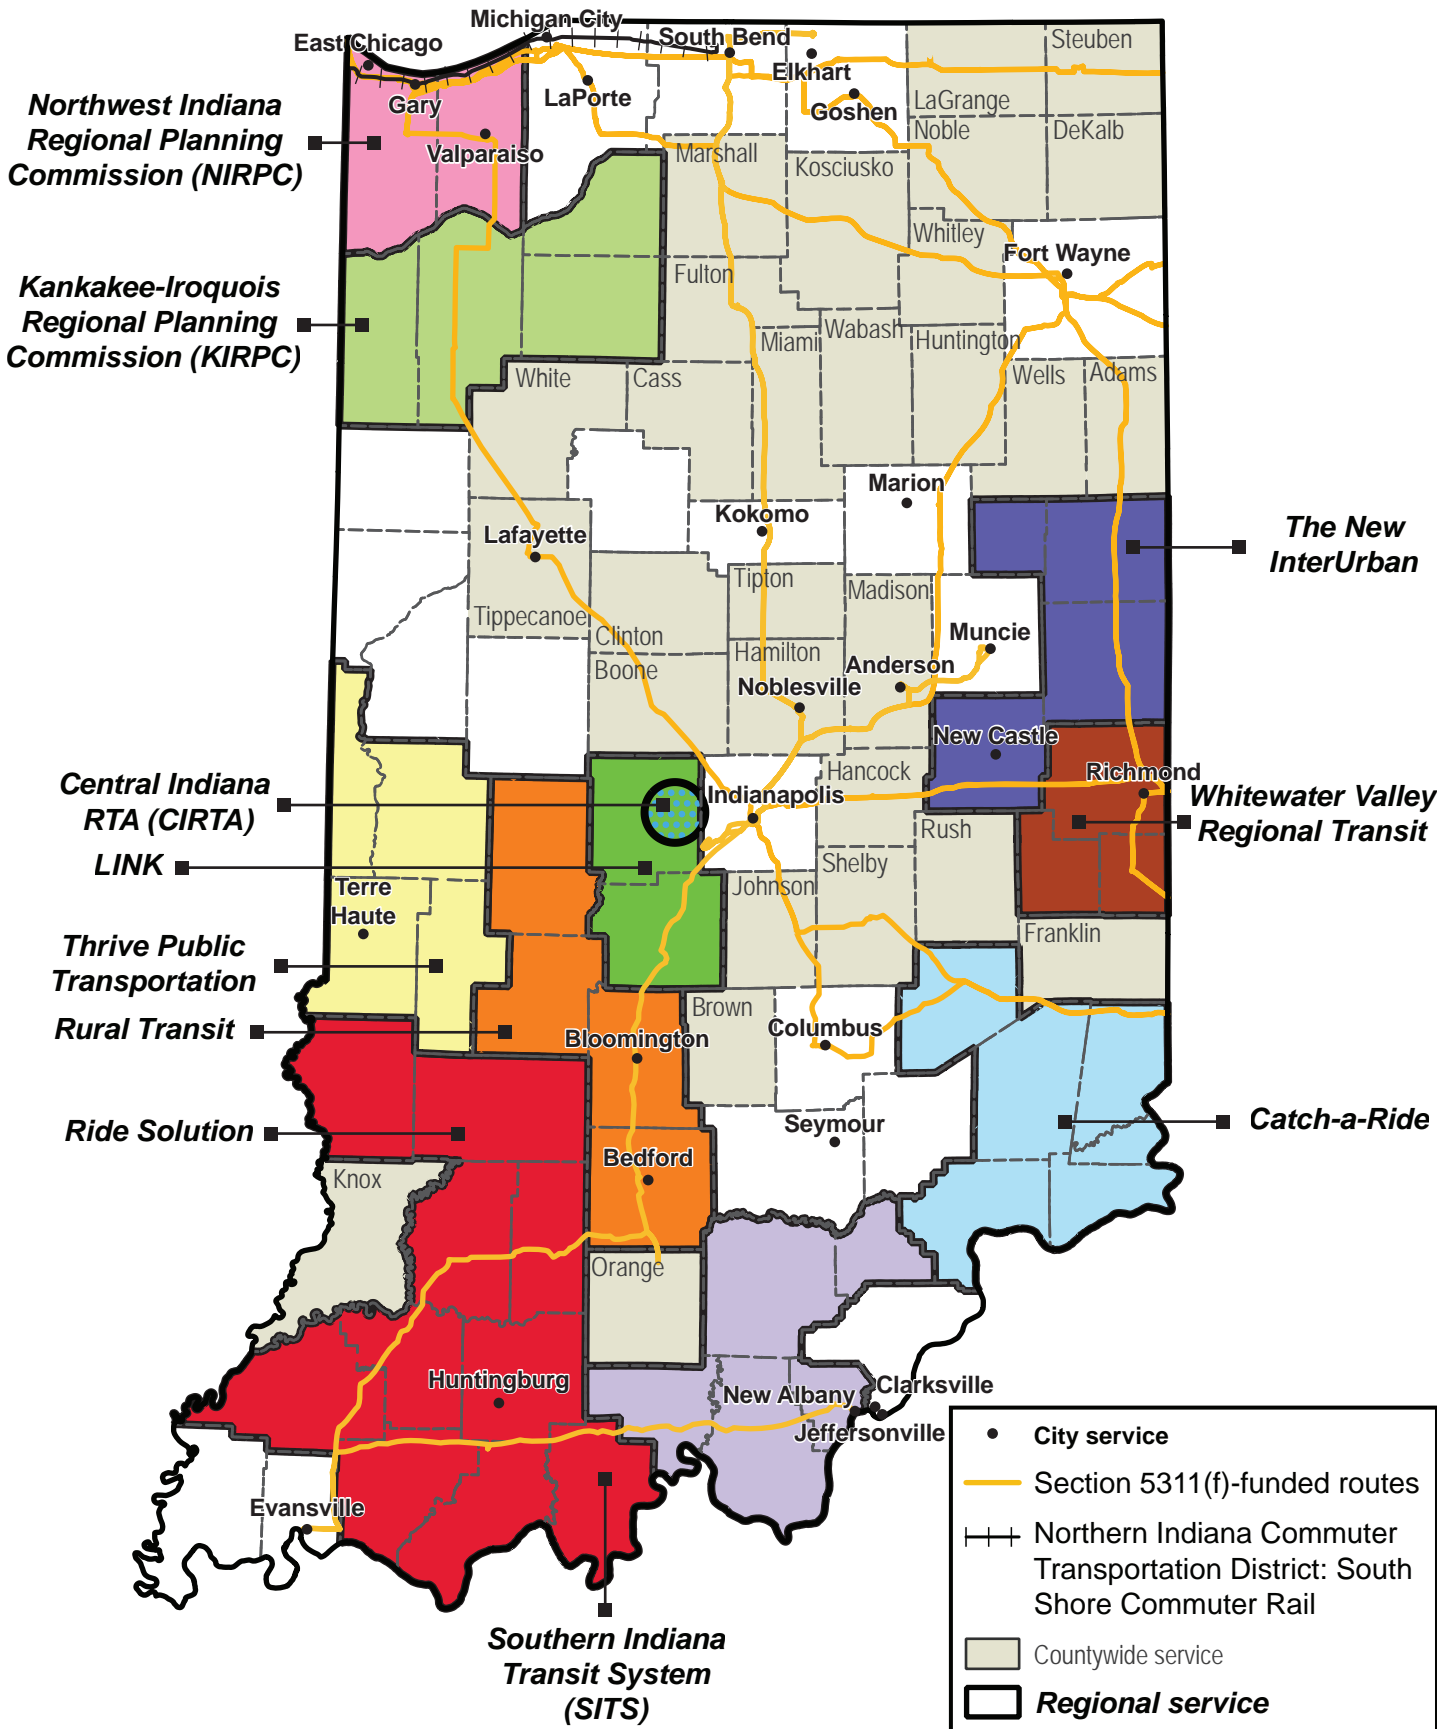 Michigan City
East Chicago
South Bend
Steuben
Elkhart
LaPorte
Gary
Goshen
LaGrange
Northwest Indiana
Regional Planning
Commission (NIRPC)
Valparaiso
Noble
DeKalb
Marshall
Kosciusko
Whitley
Fort Wayne
Fulton
Kankakee-Iroquois
Regional Planning
Commission (KIRPC)
Miami
Wabash
Huntington
White
Cass
Wells
Adams
Marion
Kokomo
Lafayette
The New
InterUrban
Tipton
Madison
Tippecanoe
Clinton
Muncie
Hamilton
Boone
Anderson
Noblesville
New Castle
Hancock
Richmond
Central Indiana
RTA (CIRTA)
Indianapolis
Whitewater Valley
Regional Transit
Rush
LINK
Shelby
Johnson
Terre
Haute
Franklin
Thrive Public
Transportation
Brown
Rural Transit
Columbus
Bloomington
Ride Solution
Seymour
Catch-a-Ride
Bedford
Knox
Orange
Huntingburg
New Albany
Clarksville
Jeffersonville
Evansville
Southern Indiana
Transit System
(SITS)
City service
Section 5311(f)-funded routes
Northern Indiana Commuter
Transportation District: South
Shore Commuter Rail
Countywide service
Regional service